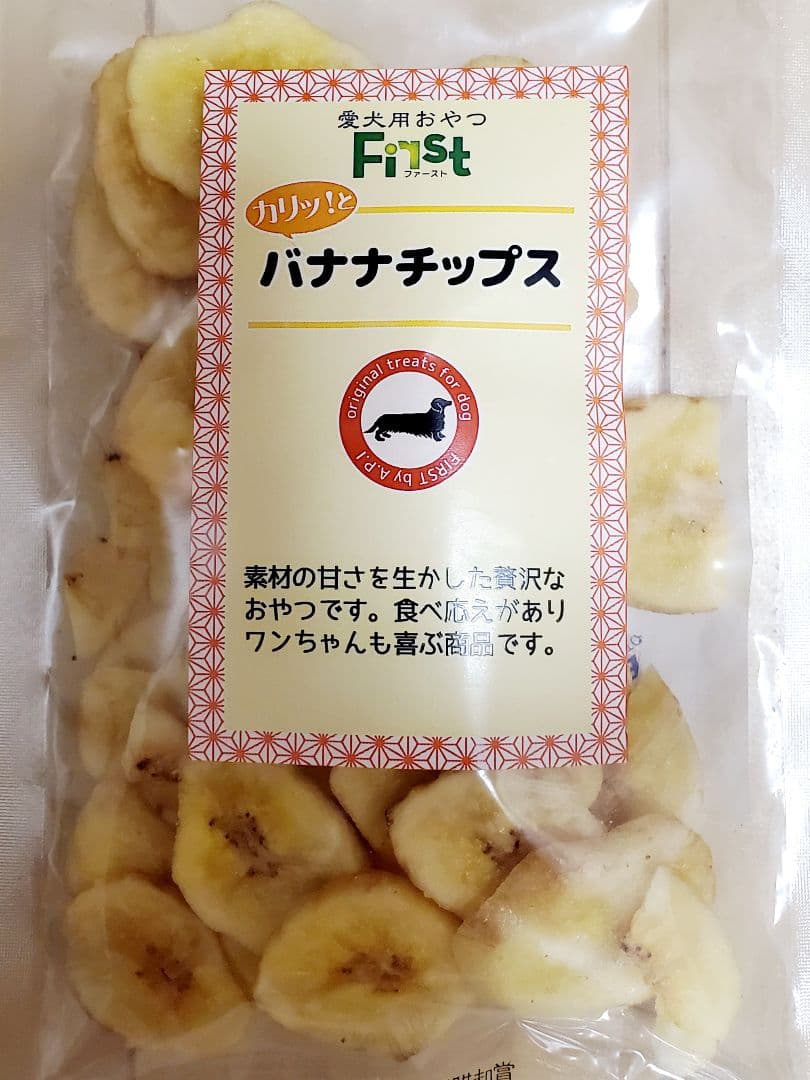 愛犬用おやつ
First
ファースト
カリッ!と
バナナチップス
original treats for dog
FIRST by A.P.I
素材の甘さを生かした贅沢な
おやつです。食べ応えがあり
ワンちゃんも喜ぶ商品です。